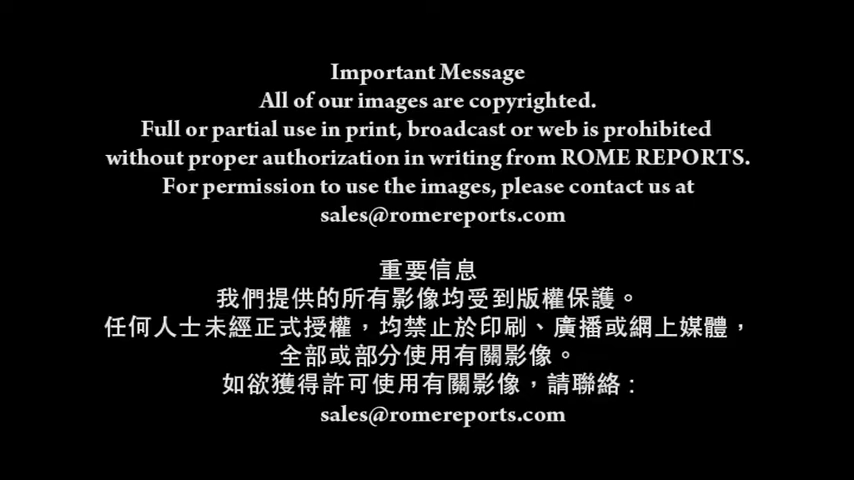 Important Message
All of our images are copyrighted.
Full or partial use in print, broadcast or web is prohibited
without proper authorization in writing from ROME REPORTS.
For permission to use the images, please contact us at
sales@romereports.com
重要信息
我們提供的所有影像均受到版權保護。
任何人士未經正式授權，均禁止於印刷、廣播或網上媒體，
全部或部分使用有關影像。
如欲獲得許可使用有關影像，請聯絡：
sales@romereports.com